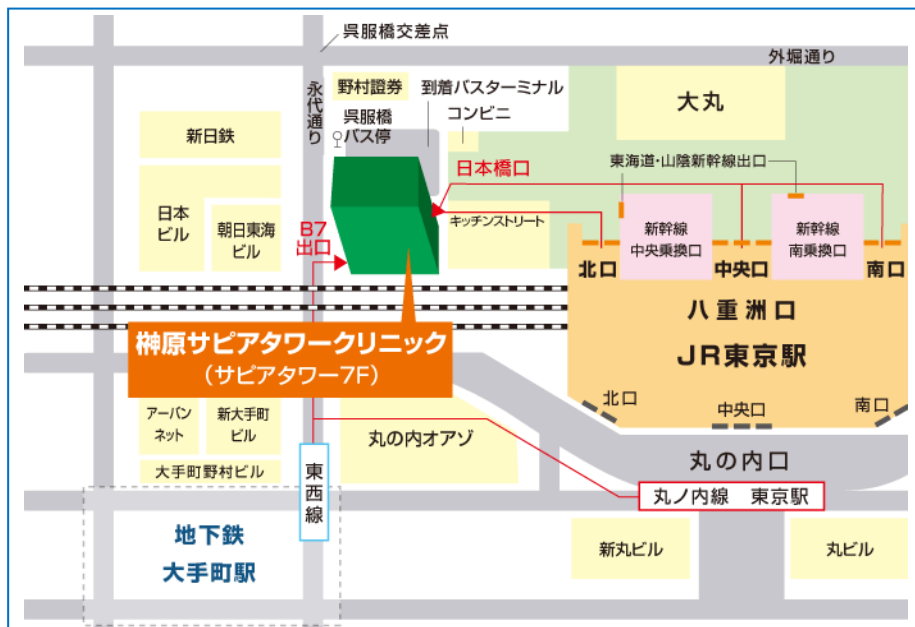 呉服橋交差点
外堀通り
永代通り
野村證券
到着バスターミナル
コンビニ
大丸
呉服橋
バス停
新日鉄
日本橋口
東海道・山陰新幹線出口
日本
ビル
朝日東海
ビル
B7
出口
キッチンストリート
新幹線
中央乗換口
新幹線
南乗換口
北口
中央口
南口
八重洲口
JR東京駅
榊原サピアタワークリニック
(サピアタワー7F)
北口
中央口
南口
アーバン
ネット
新大手町
ビル
丸の内オアゾ
大手町野村ビル
丸の内口
東西線
丸ノ内線 東京駅
地下鉄
大手町駅
新丸ビル
丸ビル